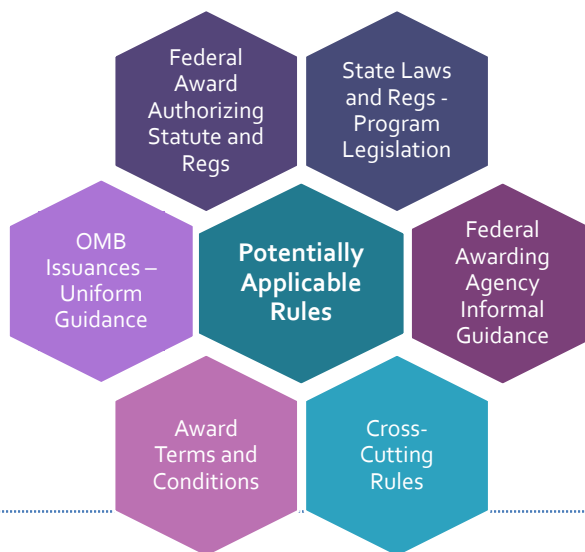 Federal
Award
Authorizing
Statute and
Regs
State Laws
and Regs -
Program
Legislation
OMB
Issuances –
Uniform
Guidance
Potentially
Applicable
Rules
Federal
Awarding
Agency
Informal
Guidance
Award
Terms and
Conditions
Cross-
Cutting
Rules